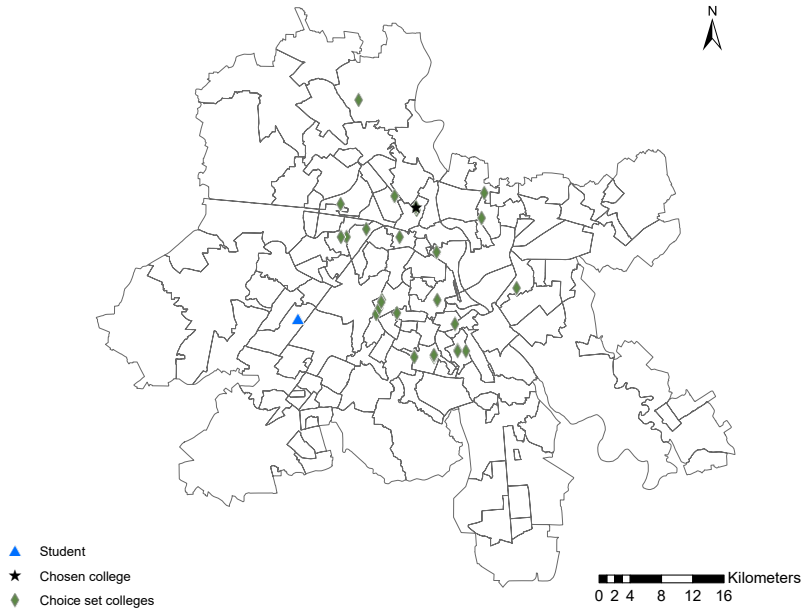 N
Student
Chosen college
Choice set colleges
Kilometers
0 2 4 8 12 16